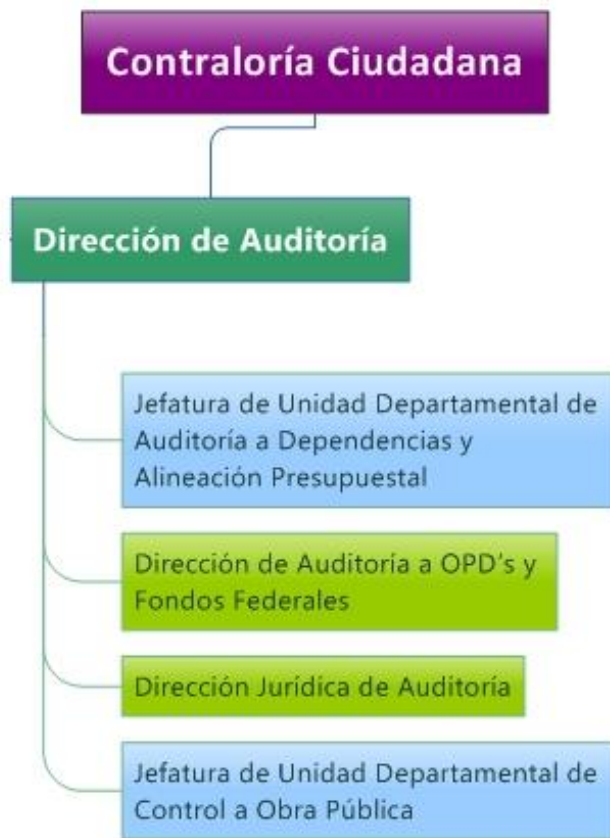 Contraloría Ciudadana
Dirección de Auditoría
Jefatura de Unidad Departamental de
Auditoría a Dependencias y
Alineación Presupuestal
Dirección de Auditoría a OPD's y
Fondos Federales
Dirección Jurídica de Auditoría
Jefatura de Unidad Departamental de
Control a Obra Pública